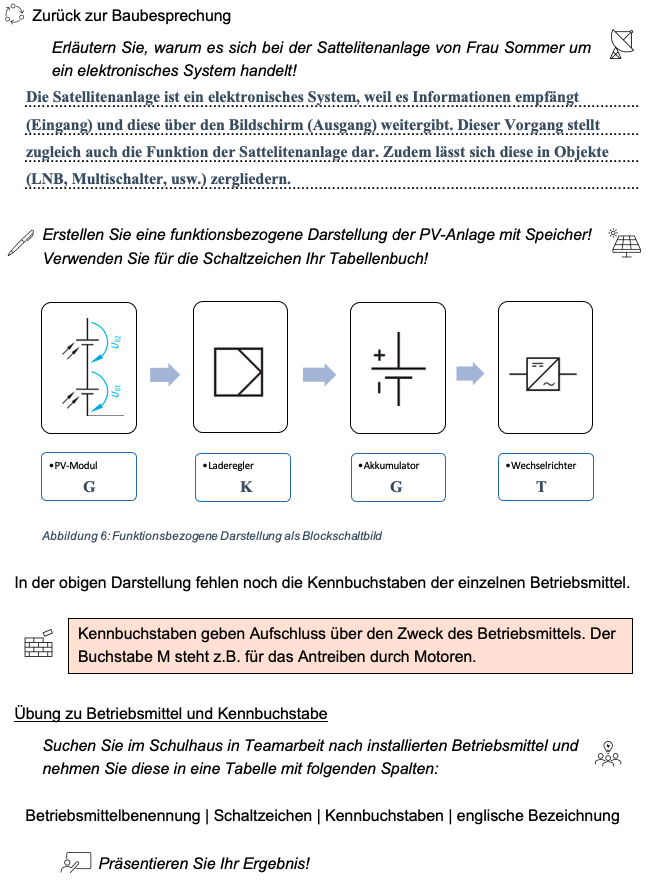 Zurück zur Baubesprechung
Erläutern Sie, warum es sich bei der Sattelitenanlage von Frau Sommer um
ein elektronisches System handelt!
Die Satellitenanlage ist ein elektronisches System, weil es Informationen empfängt
(Eingang) und diese über den Bildschirm (Ausgang) weitergibt. Dieser Vorgang stellt
zugleich auch die Funktion der Sattelitenanlage dar. Zudem lässt sich diese in Objekte
(LNB, Multischalter, usw.) zergliedern.
Erstellen Sie eine funktionsbezogene Darstellung der PV-Anlage mit Speicher!
Verwenden Sie für die Schaltzeichen Ihr Tabellenbuch!
U02
U01
•PV-Modul
G
•Laderegler
K
•Akkumulator
G
•Wechselrichter
T
Abbildung 6: Funktionsbezogene Darstellung als Blockschaltbild
In der obigen Darstellung fehlen noch die Kennbuchstaben der einzelnen Betriebsmittel.
Kennbuchstaben geben Aufschluss über den Zweck des Betriebsmittels. Der
Buchstabe M steht z.B. für das Antreiben durch Motoren.
Übung zu Betriebsmittel und Kennbuchstabe
Suchen Sie im Schulhaus in Teamarbeit nach installierten Betriebsmittel und
nehmen Sie diese in eine Tabelle mit folgenden Spalten:
Betriebsmittelbenennung | Schaltzeichen | Kennbuchstaben | englische Bezeichnung
Präsentieren Sie Ihr Ergebnis!